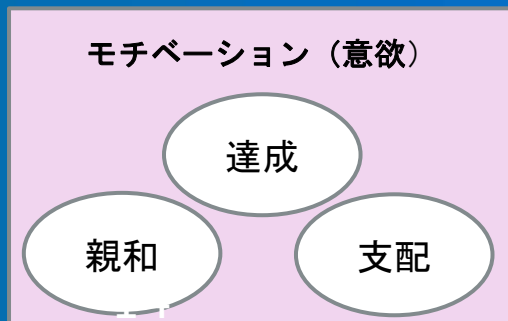 モチベーション（意欲）
達成
親和
支配